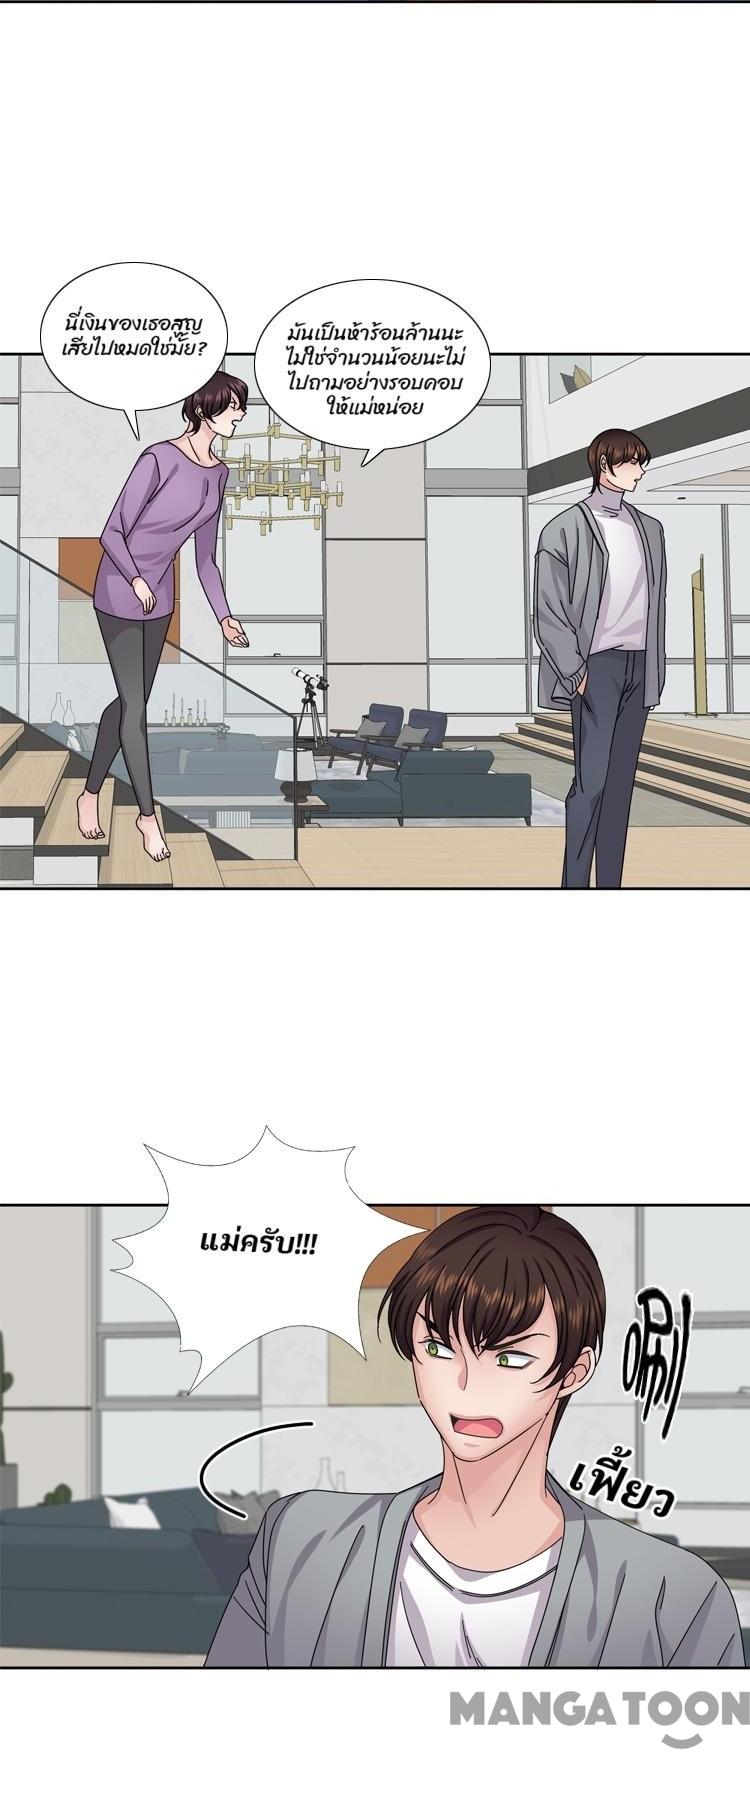 นี่เงินของเธอสูญ
เสียไปหมดใช่มั้ย?
มันเป็นห้าร้อนล้านนะ
ไม่ใช่จำนวนน้อยนะไม่
ไปถามอย่างรอบคอบ
ให้แม่หน่อย
แม่ครับ!!!
เฟี้ยว
MANGATOON